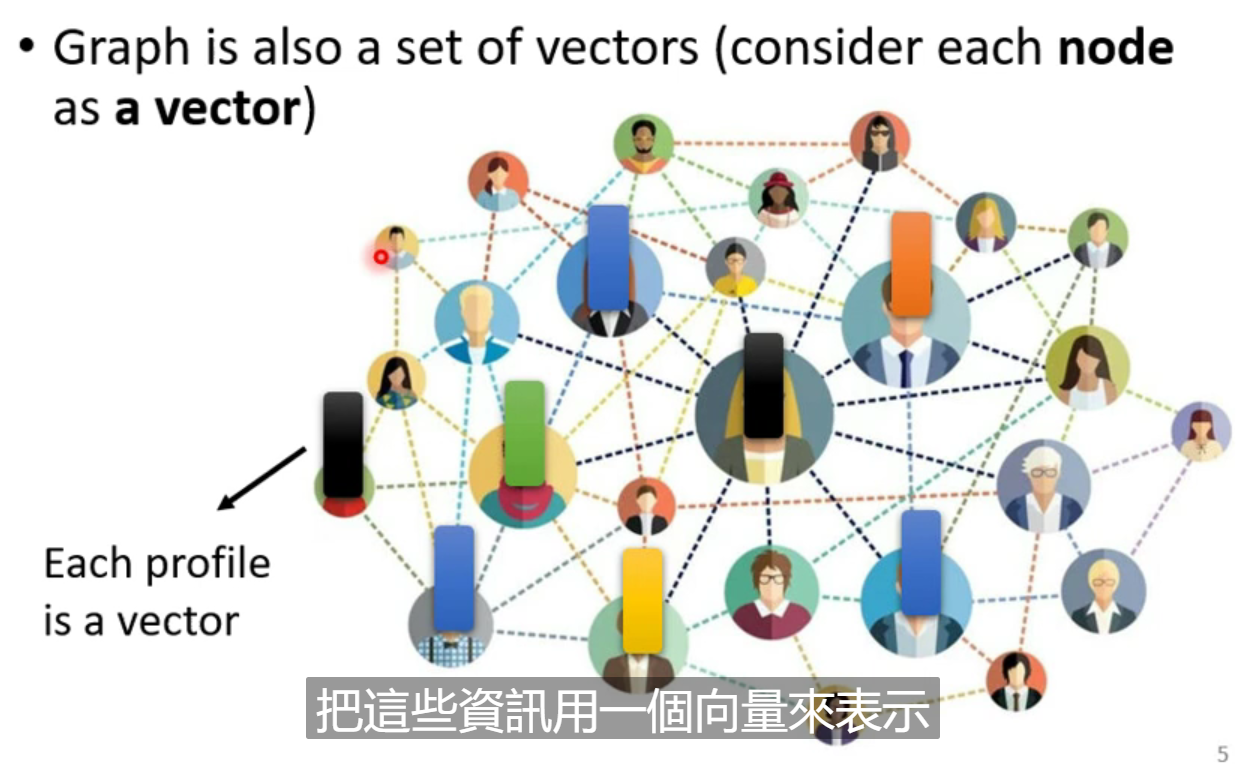 • Graph is also a set of vectors (consider each node
as a vector)
Each profile
is a vector
把這些資訊用一個向量來表示
5